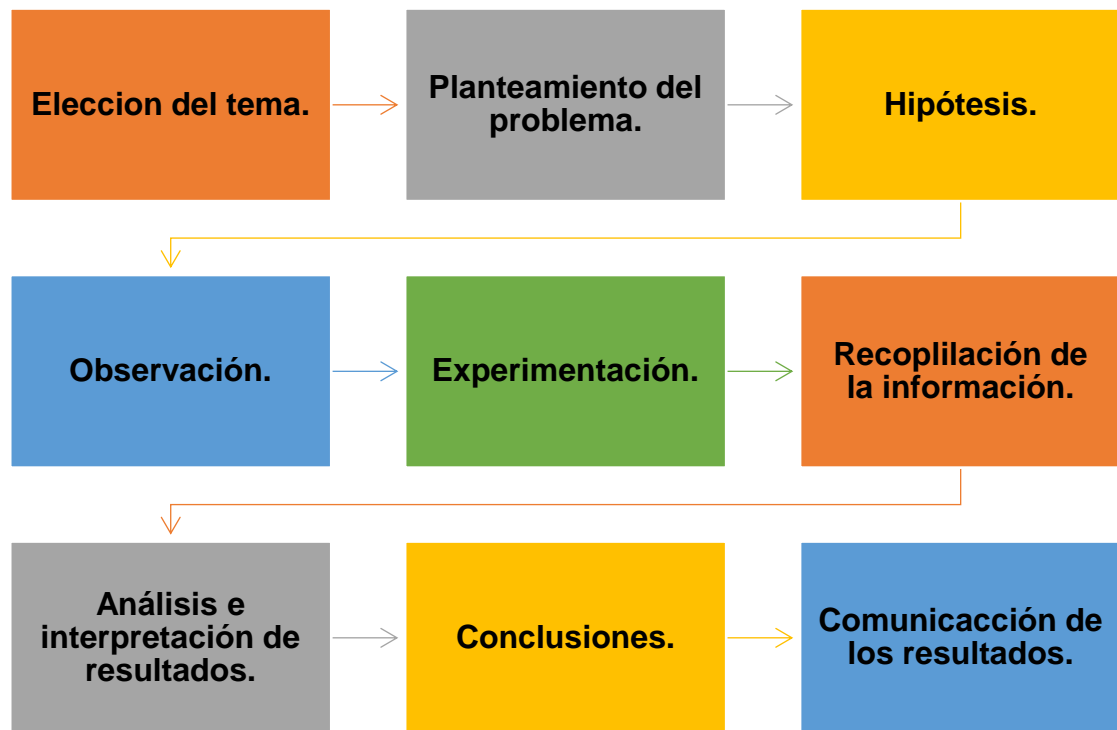 Eleccion del tema.
Planteamiento del
problema.
Hipótesis.
Observación.
Experimentación.
Recoplilación de
la información.
Análisis e
interpretación de
resultados.
Conclusiones.
Comunicacción de
los resultados.